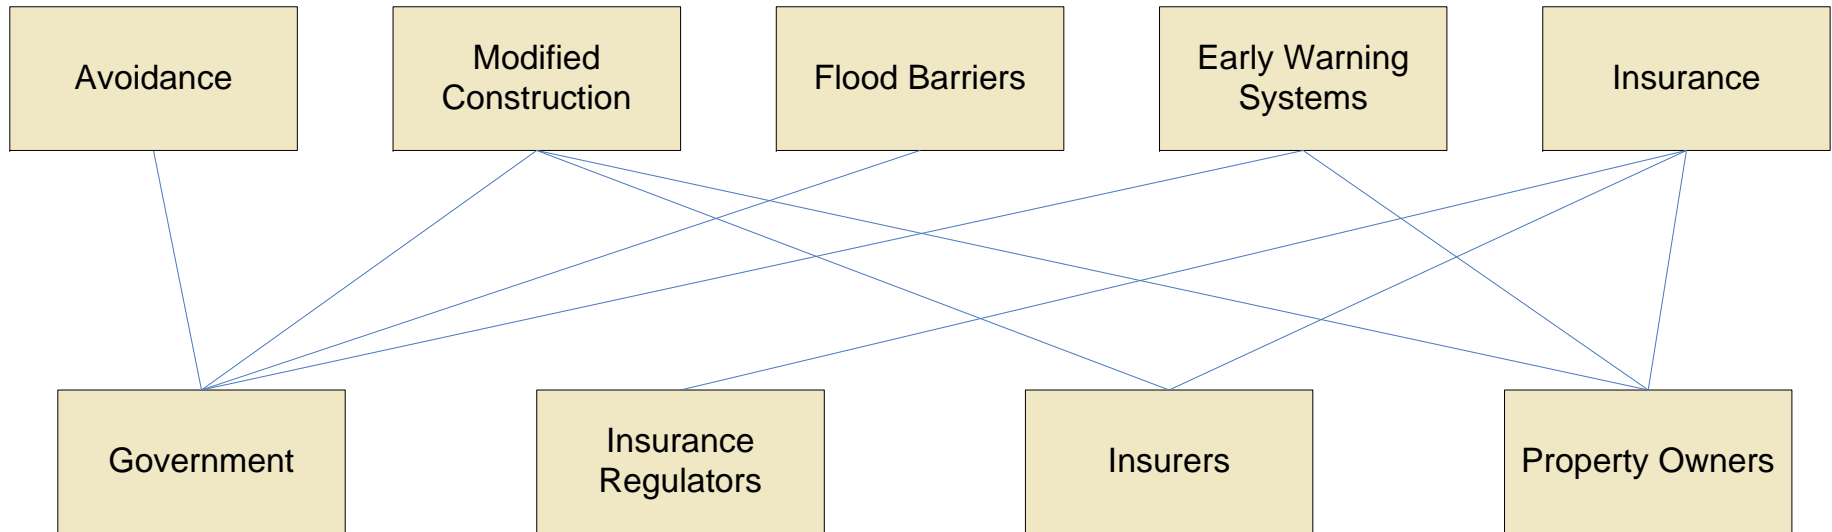 Avoidance
Modified
Construction
Flood Barriers
Early Warning
Systems
Insurance
Government
Insurance
Regulators
Insurers
Property Owners